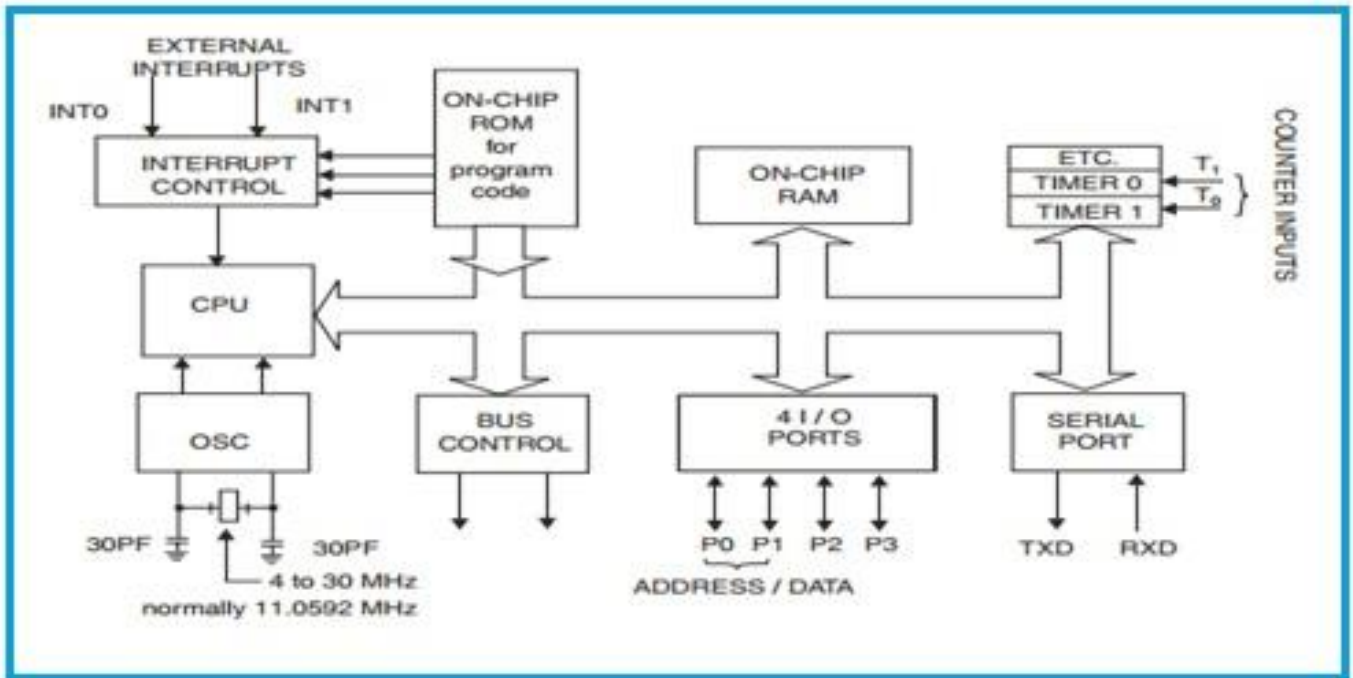 EXTERNAL
INTERRUPTS
INT0
INT1
INTERRUPT
CONTROL
ON-CHIP
ROM
for
program
code
ON-CHIP
RAM
ETC.
TIMER 0
TIMER 1
T₁
T₀
COUNTER INPUTS
CPU
OSC
BUS
CONTROL
4 I / O
PORTS
SERIAL
PORT
30PF
30PF
4 to 30 MHz
normally 11.0592 MHz
P0 P1 P2 P3
ADDRESS / DATA
TXD RXD